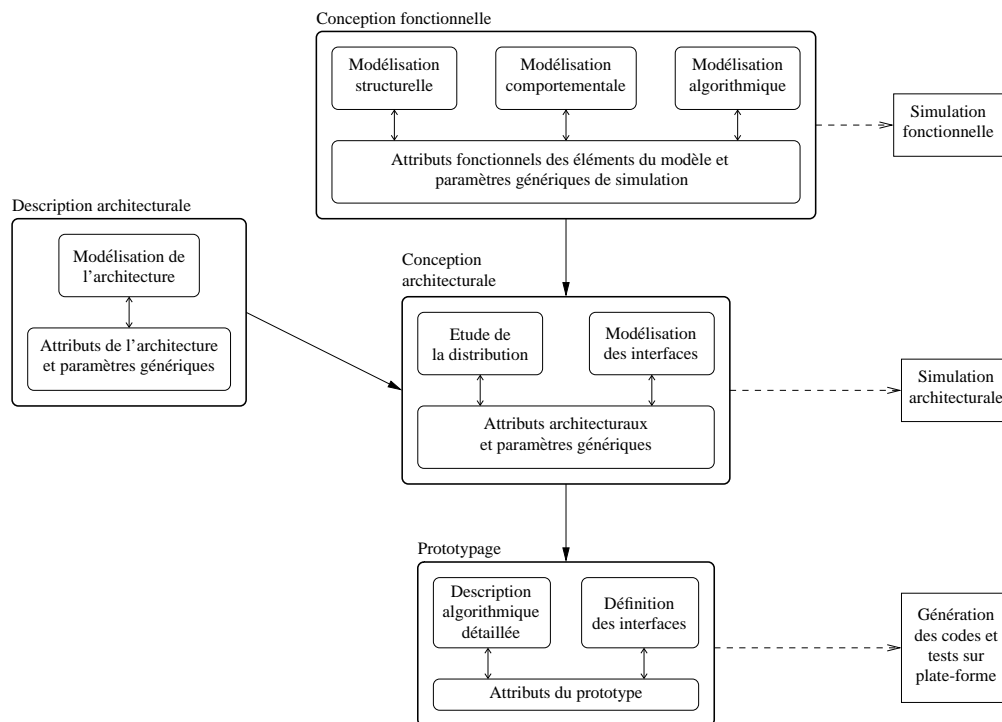 Conception fonctionnelle
Modélisation
structurelle
Modélisation
comportementale
Modélisation
algorithmique
Attributs fonctionnels des éléments du modèle et
paramètres génériques de simulation
Simulation
fonctionnelle
Description architecturale
Modélisation de
l’architecture
Attributs de l’architecture
et paramètres génériques
Conception
architecturale
Etude de
la distribution
Modélisation
des interfaces
Attributs architecturaux
et paramètres génériques
Simulation
architecturale
Prototypage
Description
algorithmique
détaillée
Définition
des interfaces
Attributs du prototype
Génération
des codes et
tests sur
plate-forme